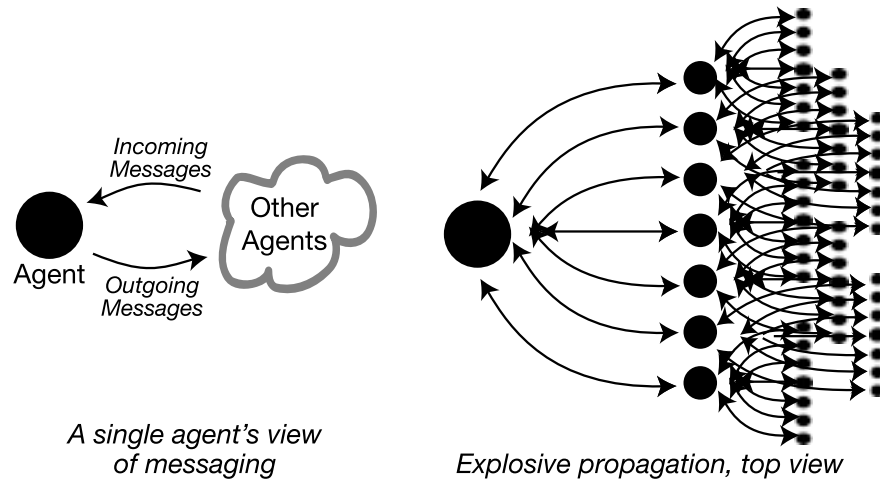 Incoming
Messages
Other
Agents
Agent
Outgoing
Messages
A single agent’s view
of messaging
Explosive propagation, top view